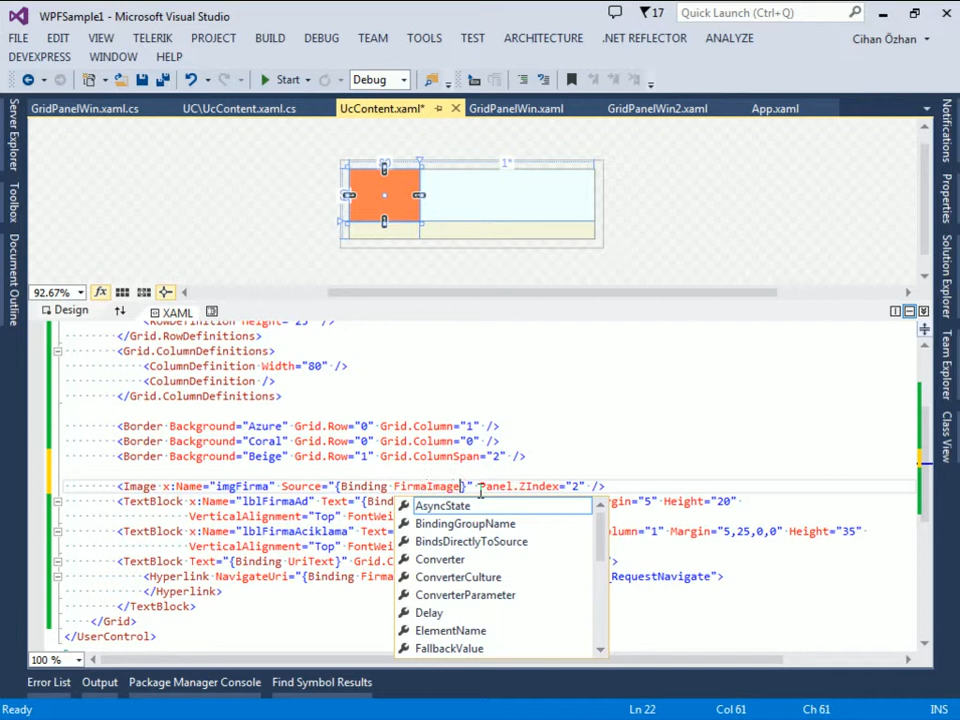 WPFSample1 - Microsoft Visual Studio
17
Quick Launch (Ctrl+Q)
FILE EDIT VIEW TELERIK PROJECT BUILD DEBUG TEAM TOOLS TEST ARCHITECTURE .NET REFLECTOR ANALYZE
Cihan Özhan
DEVEXPRESS WINDOW HELP
Start Debug
GridPanelWin.xaml.cs UC\UcContent.xaml.cs UcContent.xaml* GridPanelWin.xaml GridPanelWin2.xaml App.xaml
Server Explorer
Toolbox
Document Outline
Notifications
Properties
Solution Explorer
Team Explorer
Class View
1*
92.67% fx
Design XAML
<RowDefinition Height="25" />
</Grid.RowDefinitions>
<Grid.ColumnDefinitions>
<ColumnDefinition Width="80" />
<ColumnDefinition />
</Grid.ColumnDefinitions>
<Border Background="Azure" Grid.Row="0" Grid.Column="1" />
<Border Background="Coral" Grid.Row="0" Grid.Column="0" />
<Border Background="Beige" Grid.Row="1" Grid.ColumnSpan="2" />
<Image x:Name="imgFirma" Source="{Binding FirmaImage}" Panel.ZIndex="2" />
<TextBlock x:Name="lblFirmaAd" Text="{Bin rgin="5" Height="20"
VerticalAlignment="Top" FontWei
<TextBlock x:Name="lblFirmaAciklama" Tex olumn="1" Margin="5,25,0,0" Height="35"
VerticalAlignment="Top" FontWei
<TextBlock Text="{Binding UriText}" Grid.C >
<Hyperlink NavigateUri="{Binding Firma _RequestNavigate">
</Hyperlink>
</TextBlock>
</Grid>
</UserControl>
AsyncState
BindingGroupName
BindsDirectlyToSource
Converter
ConverterCulture
ConverterParameter
Delay
ElementName
FallbackValue
100 %
Error List Output Package Manager Console Find Symbol Results
Ready Ln 22 Col 61 Ch 61 INS